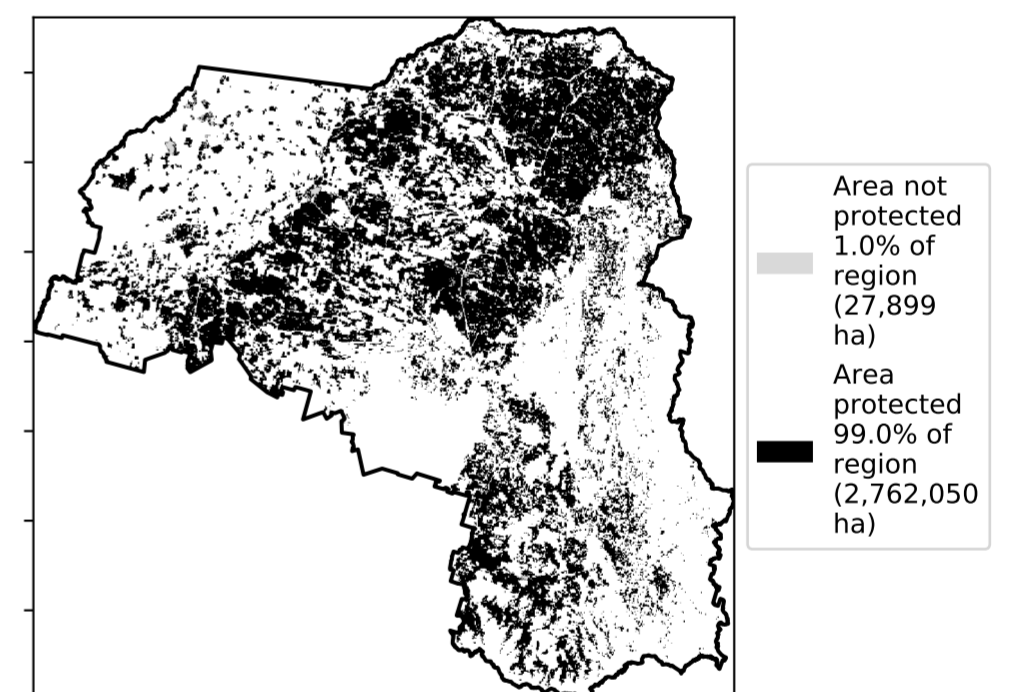 Area not
protected
1.0% of
region
(27,899
ha)
Area
protected
99.0% of
region
(2,762,050
ha)